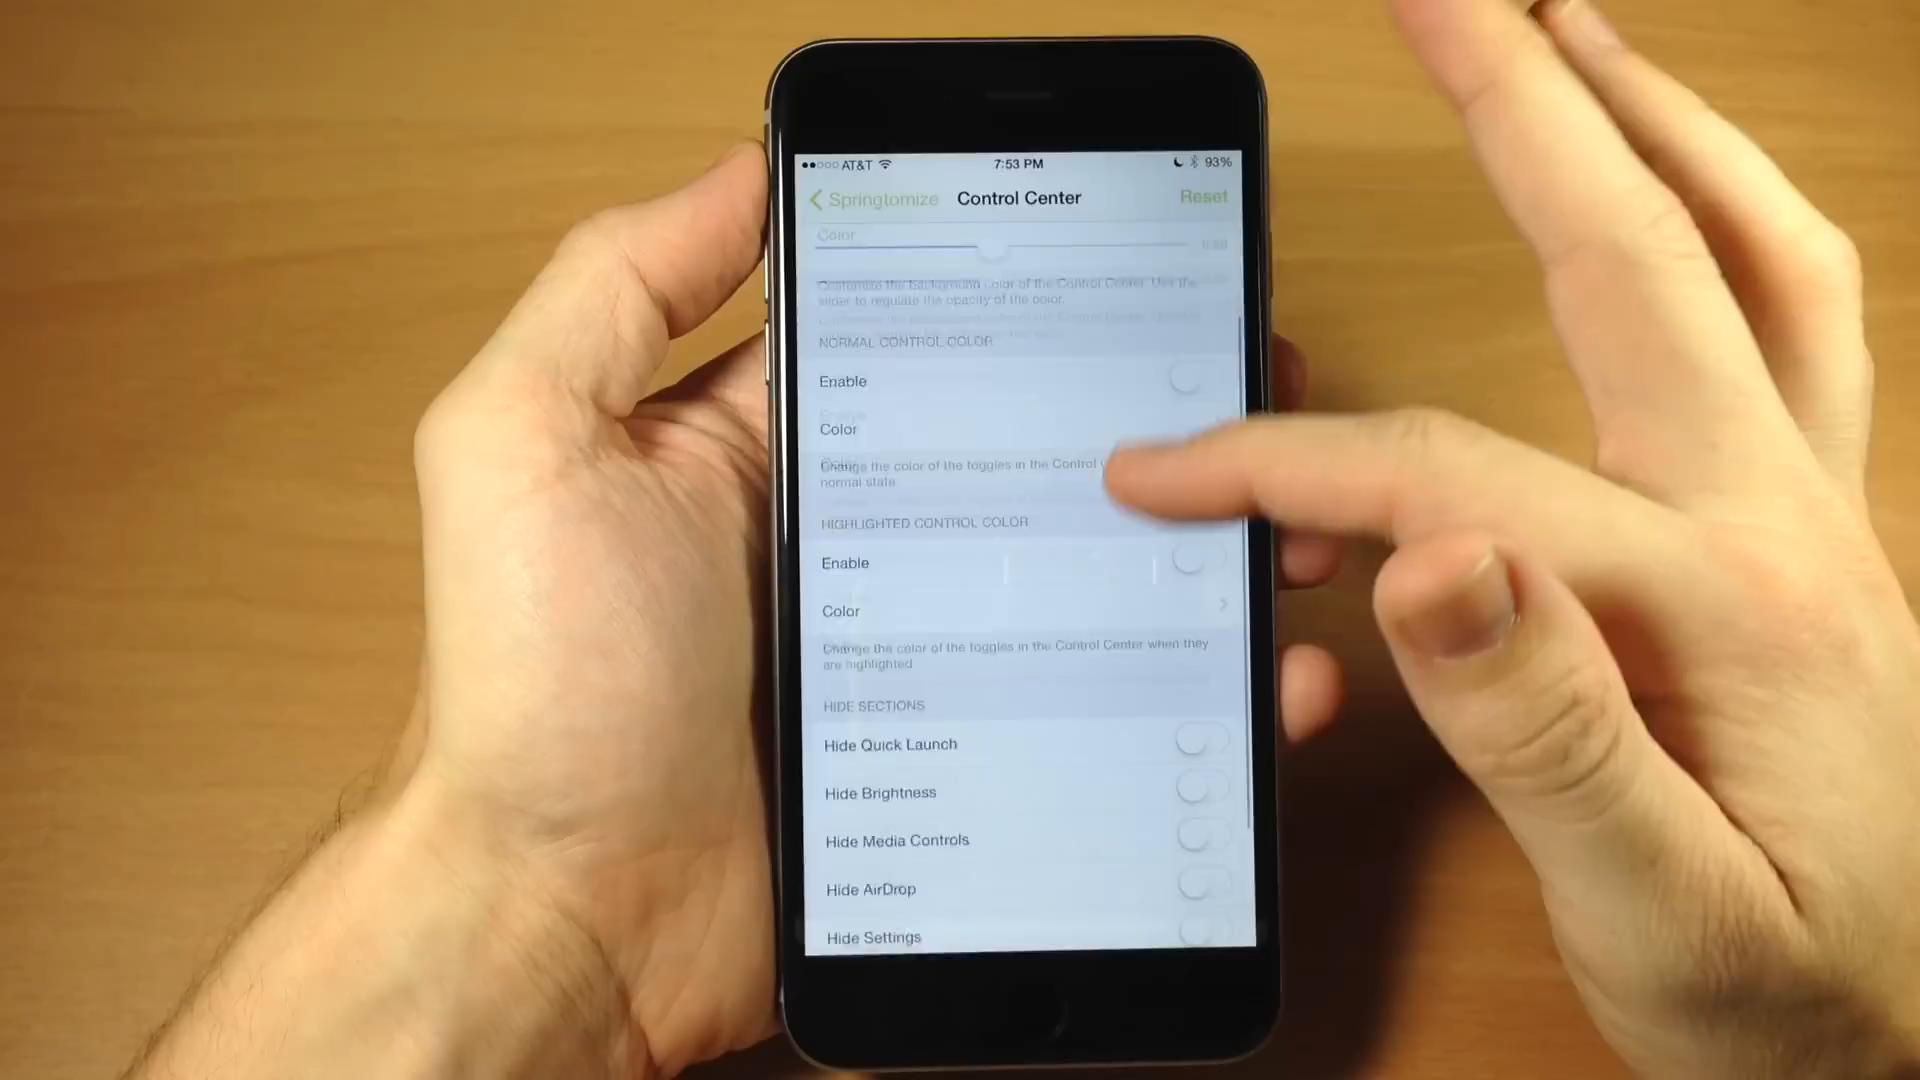 AT&T 7:53 PM 93%
Springtomize Control Center Reset
Color
Customize the background color of the Control Center. Use the
slider to regulate the opacity of the color.
NORMAL CONTROL COLOR
Enable
Color
Change the color of the toggles in the Control
normal state
HIGHLIGHTED CONTROL COLOR
Enable
Color
Change the color of the toggles in the Control Center when they
are highlighted
HIDE SECTIONS
Hide Quick Launch
Hide Brightness
Hide Media Controls
Hide AirDrop
Hide Settings